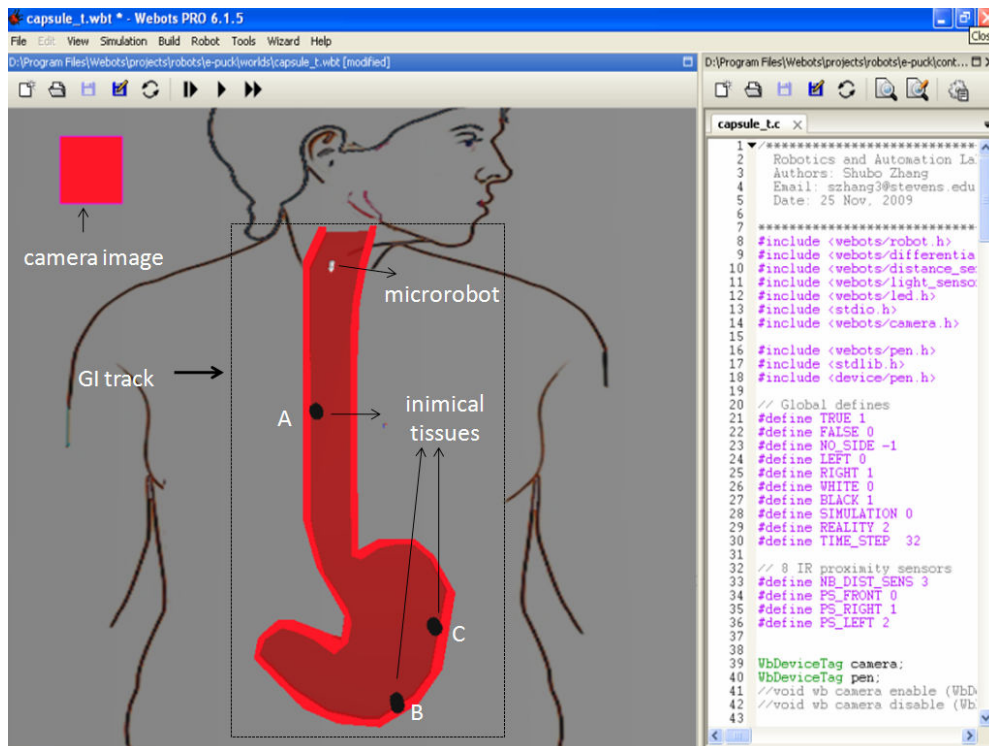 capsule_t.wbt * - Webots PRO 6.1.5
Clos
File Edit View Simulation Build Robot Tools Wizard Help
D:\Program Files\Webots\projects\robots\e-puck\worlds\capsule_t.wbt [modified]
camera image
microrobot
GI track
A
inimical
tissues
C
B
D:\Program Files\Webots\projects\robots\e-puck\cont...
capsule_t.c
1 /******************************
2 Robotics and Automation La
3 Authors: Shubo Zhang
4 Email: szhang3@stevens.edu
5 Date: 25 Nov, 2009
6
7 ******************************
8 #include <webots/robot.h>
9 #include <webots/differentia
10 #include <webots/distance_se
11 #include <webots/light_senso
12 #include <webots/led.h>
13 #include <stdio.h>
14 #include <webots/camera.h>
15
16 #include <webots/pen.h>
17 #include <stdlib.h>
18 #include <device/pen.h>
19
20 // Global defines
21 #define TRUE 1
22 #define FALSE 0
23 #define NO_SIDE -1
24 #define LEFT 0
25 #define RIGHT 1
26 #define WHITE 0
27 #define BLACK 1
28 #define SIMULATION 0
29 #define REALITY 2
30 #define TIME_STEP 32
31
32 // 8 IR proximity sensors
33 #define NB_DIST_SENS 3
34 #define PS_FRONT 0
35 #define PS_RIGHT 1
36 #define PS_LEFT 2
37
38
39 WbDeviceTag camera;
40 WbDeviceTag pen;
41 //void wb camera enable (WbD
42 //void wb camera disable (Wb
43